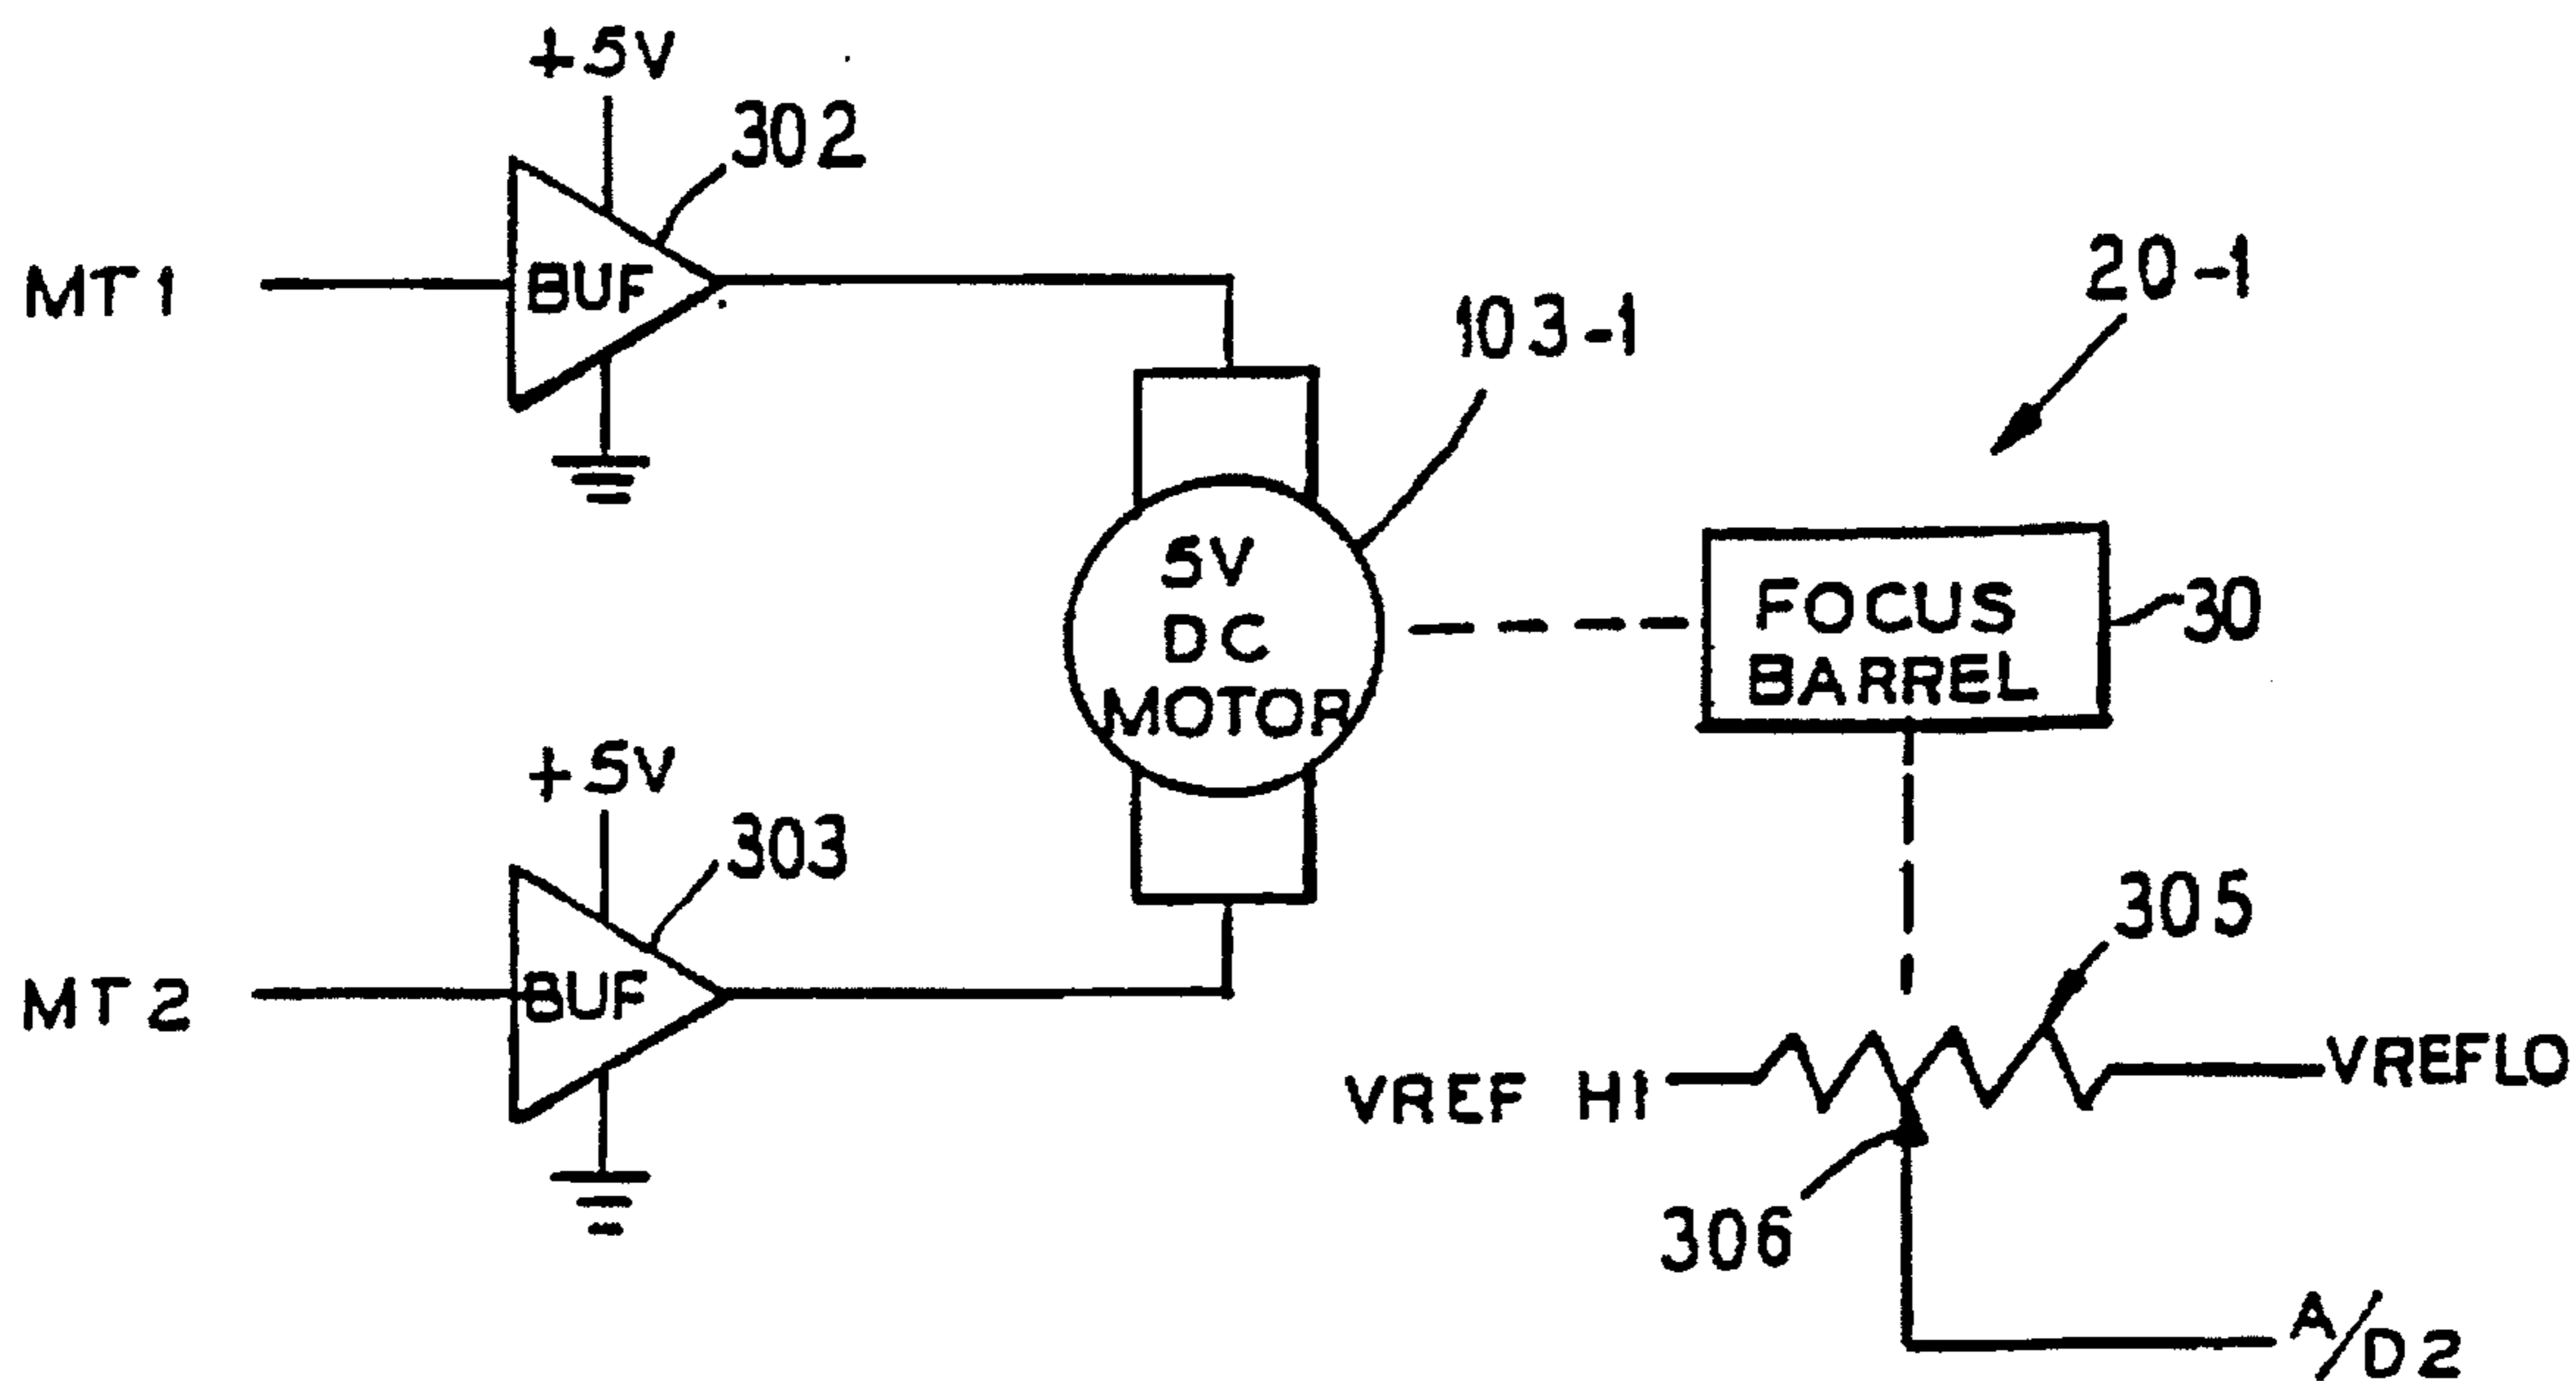 +5V
302
MT1
BUF
20-1
103-1
5V
DC
MOTOR
FOCUS
BARREL
30
+5V
303
305
MT2
BUF
VREF HI
VREFLO
306
A/D2